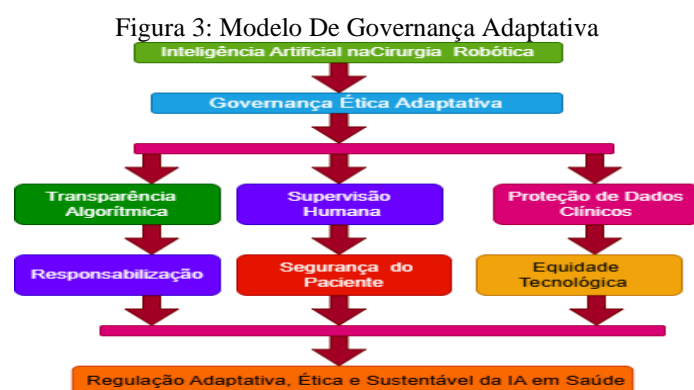 Figura 3: Modelo De Governança Adaptativa
Inteligência Artificial naCirurgia Robótica
Governança Ética Adaptativa
Transparência
Algorítmica
Supervisão
Humana
Proteção de Dados
Clínicos
Responsabilização
Segurança do
Paciente
Equidade
Tecnológica
Regulação Adaptativa, Ética e Sustentável da IA em Saúde